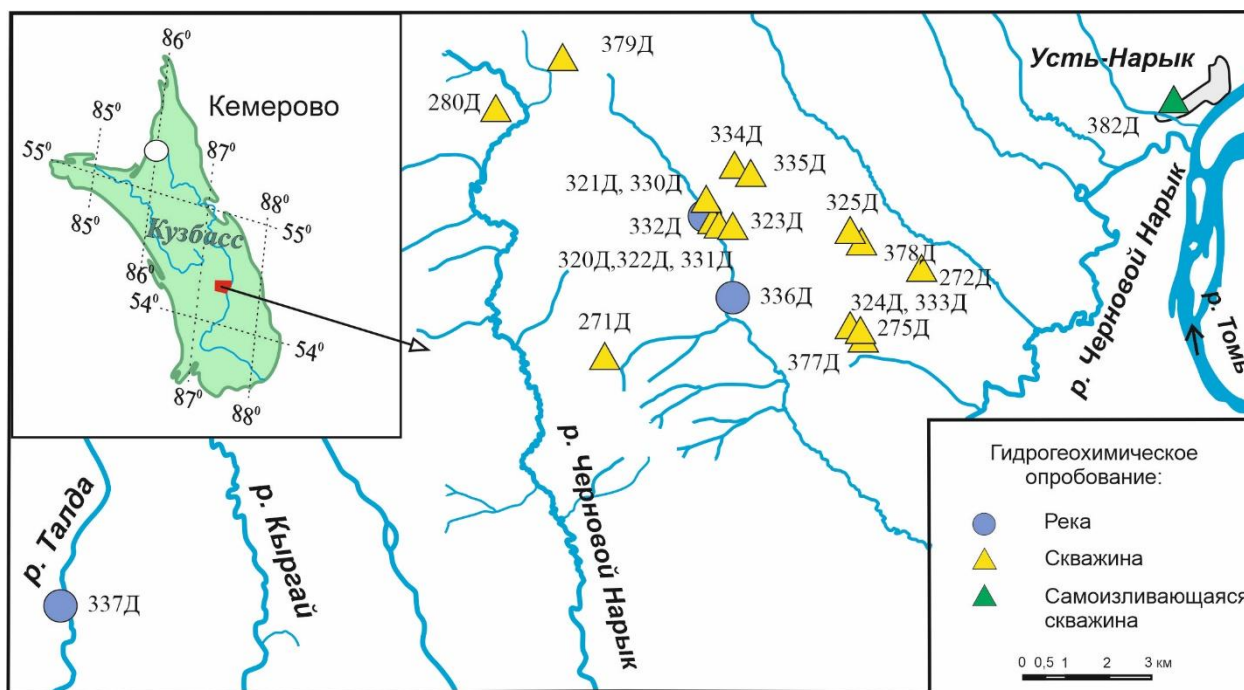 86⁰
Кемерово
85⁰
87⁰
55⁰
88⁰
85⁰
55⁰
Кузбасс
86⁰
54⁰
54⁰
87⁰
88⁰
379Д
280Д
Усть-Нарык
382Д
334Д
335Д
321Д, 330Д
325Д
332Д
323Д
378Д
320Д,322Д, 331Д
272Д
336Д
324Д, 333Д
271Д
275Д
377Д
р. Черновой Нарык
р. Томь
р. Талда
р. Кыргай
р. Черновой Нарык
337Д
Гидрогеохимическое
опробование:
Река
Скважина
Самоизливающаяся
скважина
0 0,5 1 2 3 км